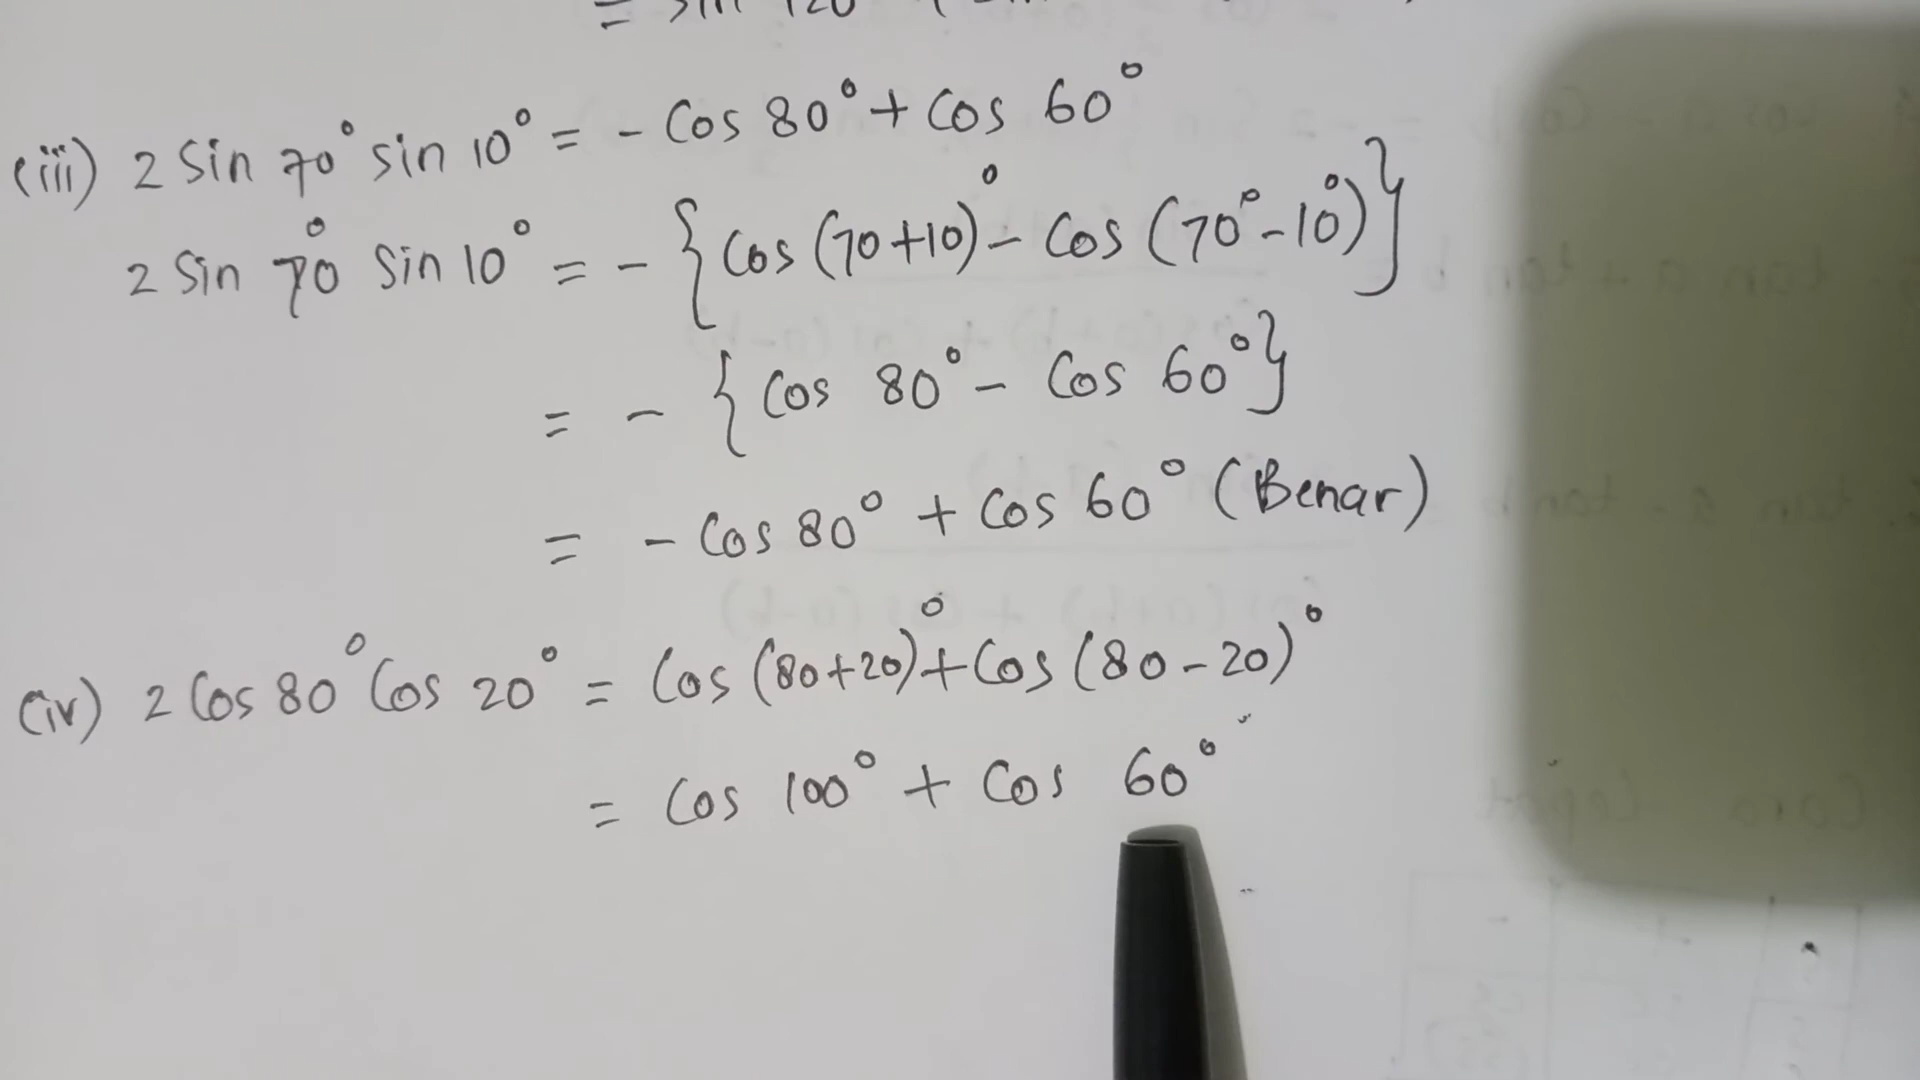 = sin 120
(iii) 2 sin 70° sin 10° = - cos 80° + cos 60°
2 sin 70° sin 10° = - {cos (70+10)° - cos (70° - 10°)}
= - {cos 80° - cos 60°}
= - cos 80° + cos 60° (Benar)
(iv) 2 cos 80° cos 20° = cos (80+20)° + cos (80-20)°
= cos 100° + cos 60°